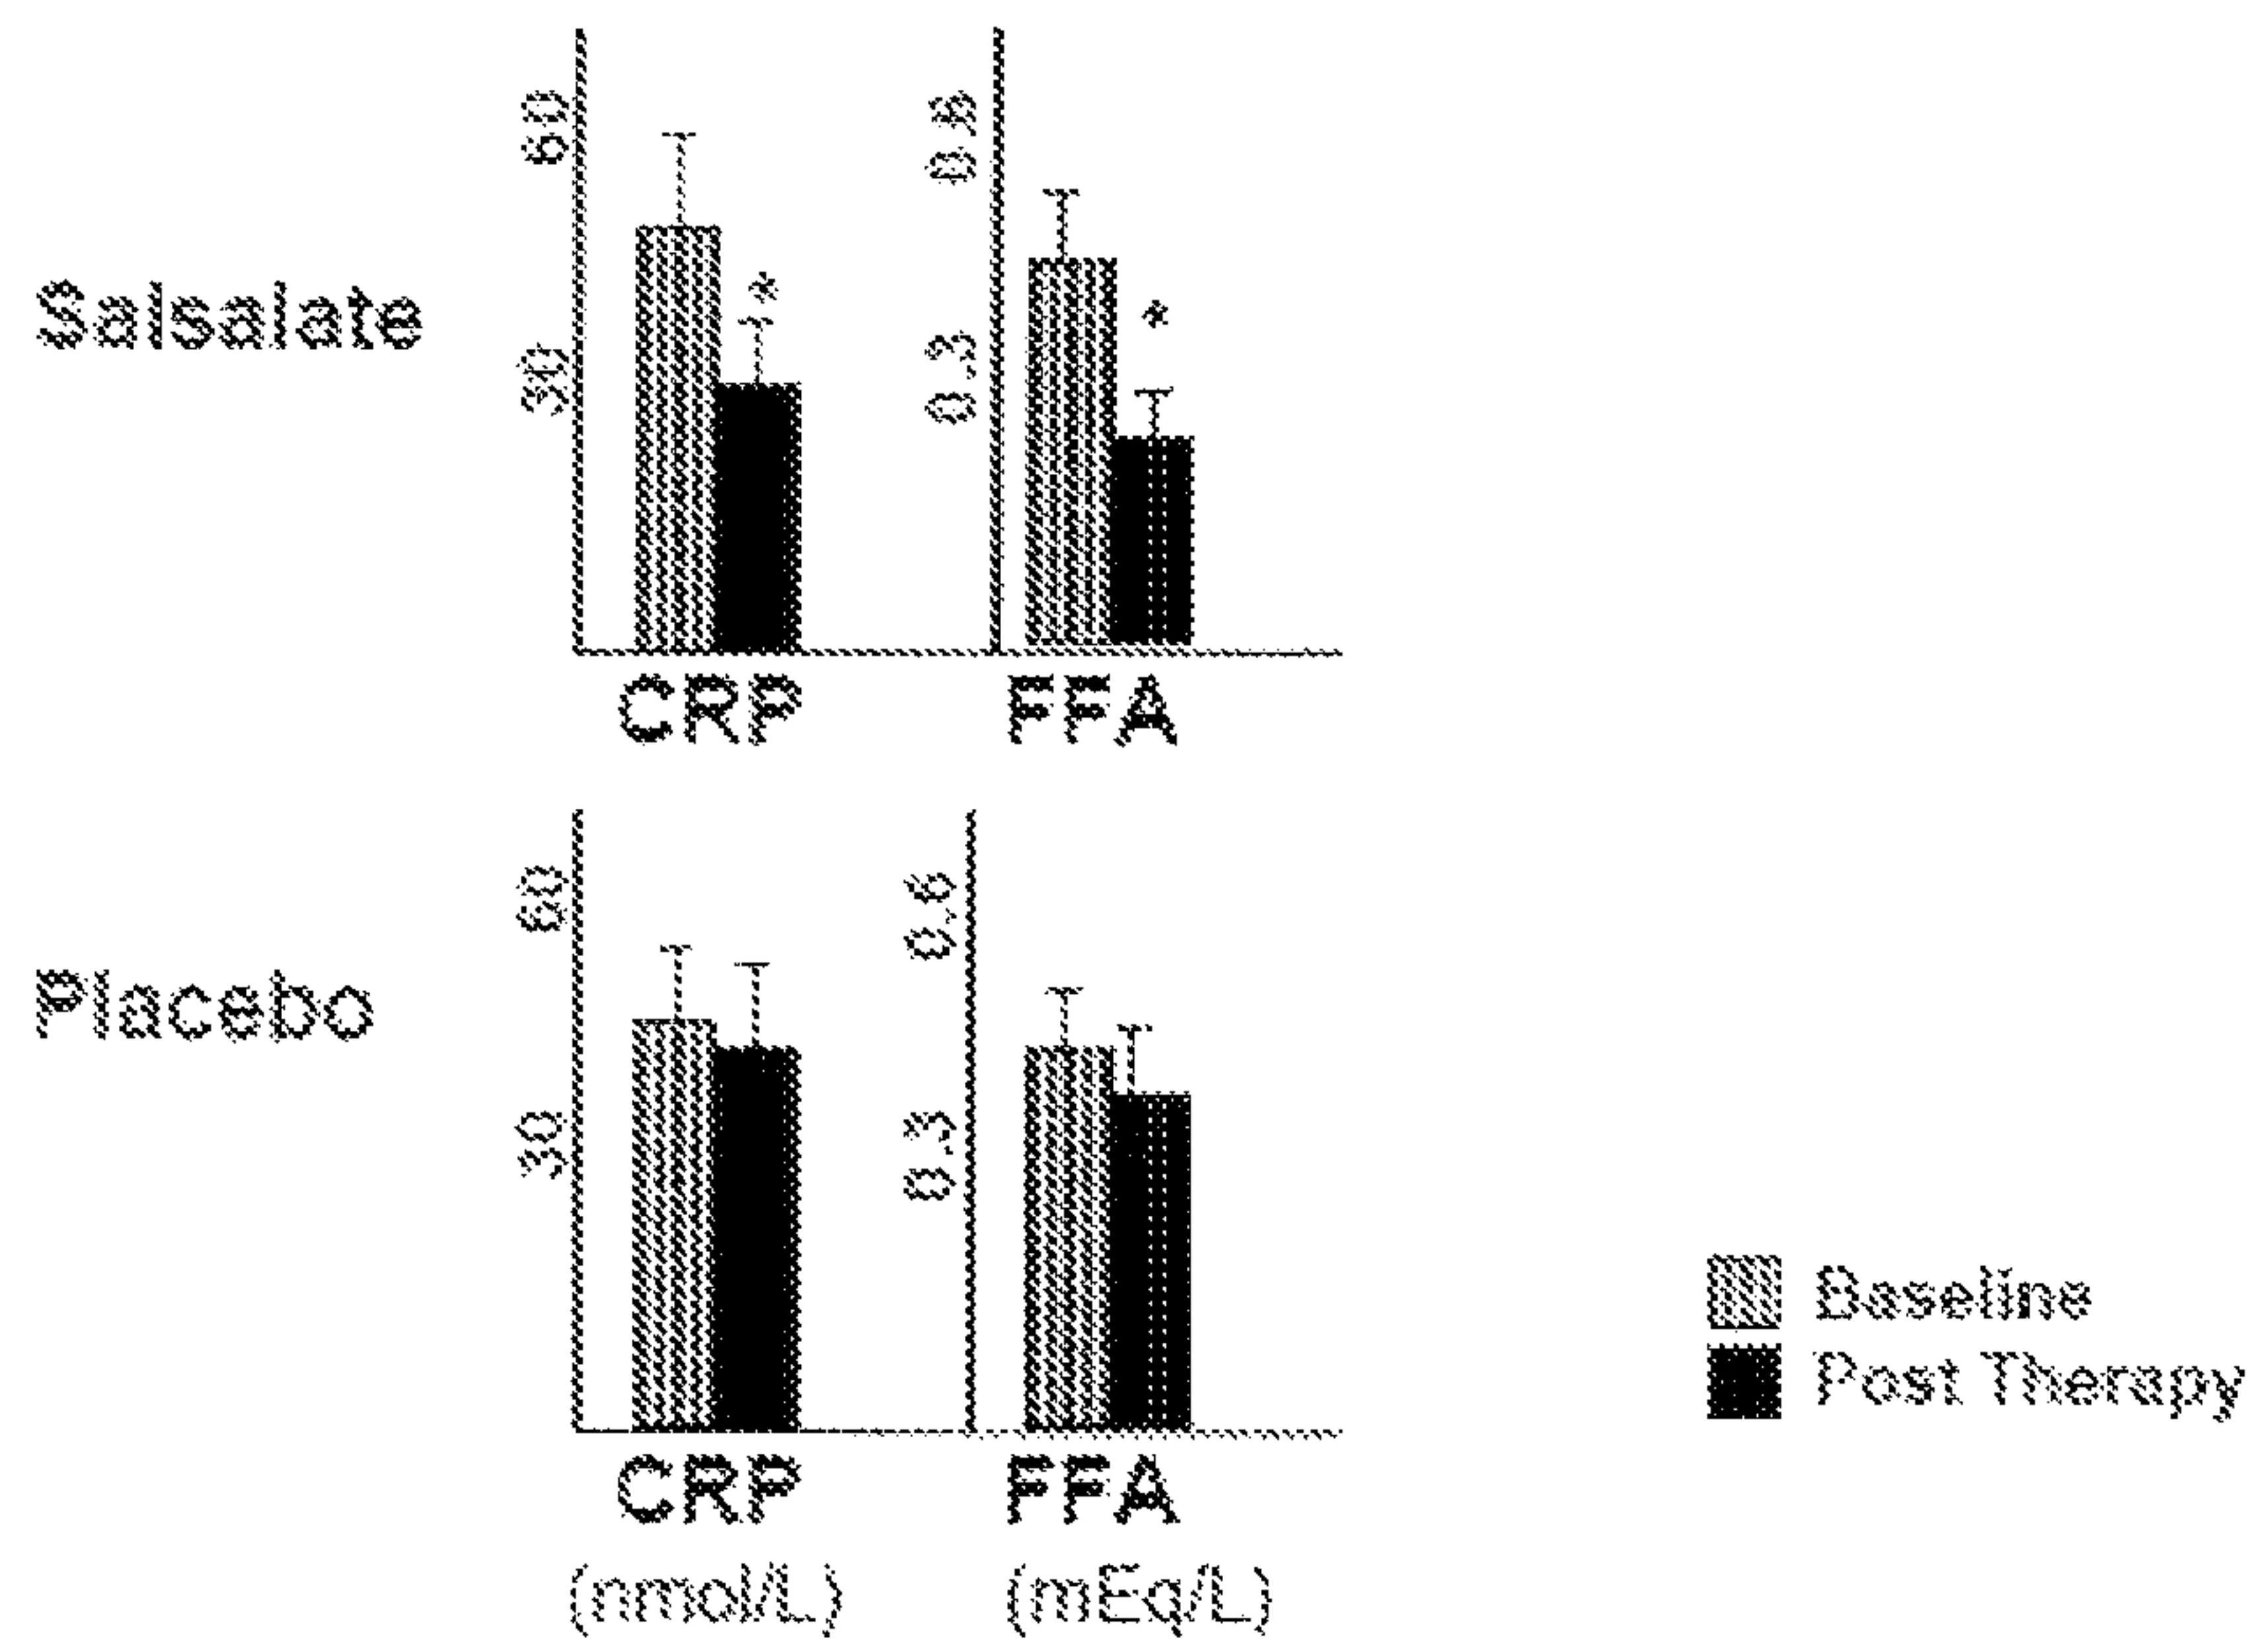 Salsalate
60
30
*
0.6
0.3
*
CRP FFA
Placebo
60
30
0.6
0.3
CRP FFA
(nmol/L) (mEq/L)
Baseline
Post Therapy